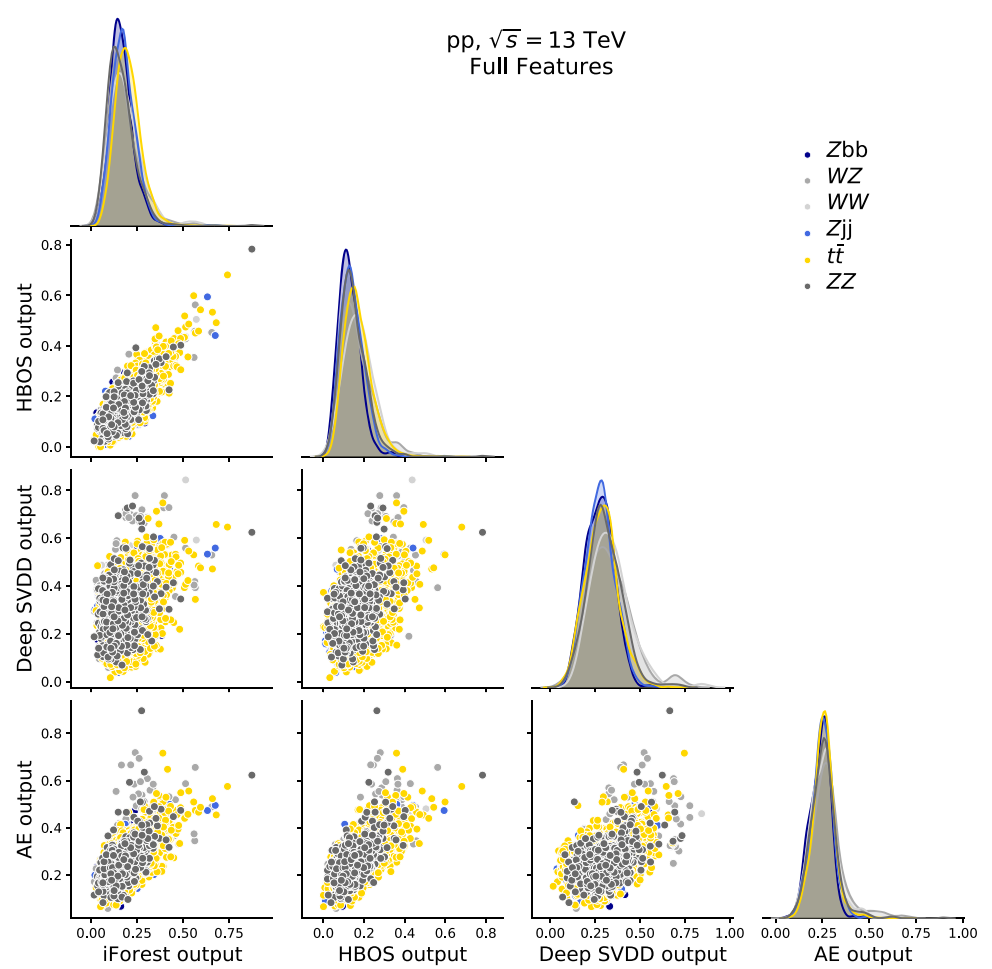 pp, √s = 13 TeV
Full Features
Zbb
WZ
WW
Zjj
tt̄
ZZ
HBOS output
0.8
0.6
0.4
0.2
0.0
Deep SVDD output
0.8
0.6
0.4
0.2
0.0
AE output
0.8
0.6
0.4
0.2
0.00 0.25 0.50 0.75
iForest output
0.0 0.2 0.4 0.6 0.8
HBOS output
0.00 0.25 0.50 0.75 1.00
Deep SVDD output
0.00 0.25 0.50 0.75 1.00
AE output